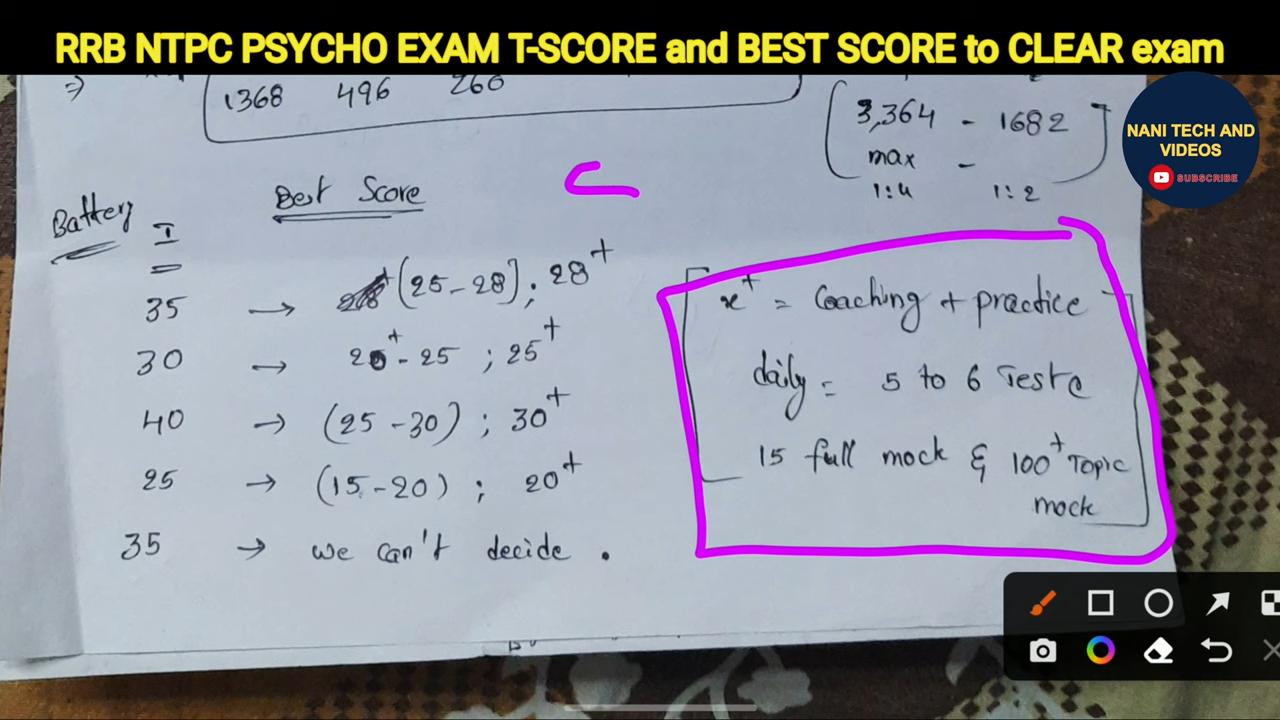 RRB NTPC PSYCHO EXAM T-SCORE and BEST SCORE to CLEAR exam
⇒
1368 496 260
3,364 - 1682
max -
1:4 1:2
NANI TECH AND
VIDEOS
SUBSCRIBE
Battery I
Best Score
35 → (25-28]; 28+
30 → 20+-25 ; 25+
40 → (25-30) ; 30+
25 → (15-20) ; 20+
35 → we can't decide .
x+ = Coaching + practice
daily = 5 to 6 Tests
15 full mock & 100+ Topic
mock